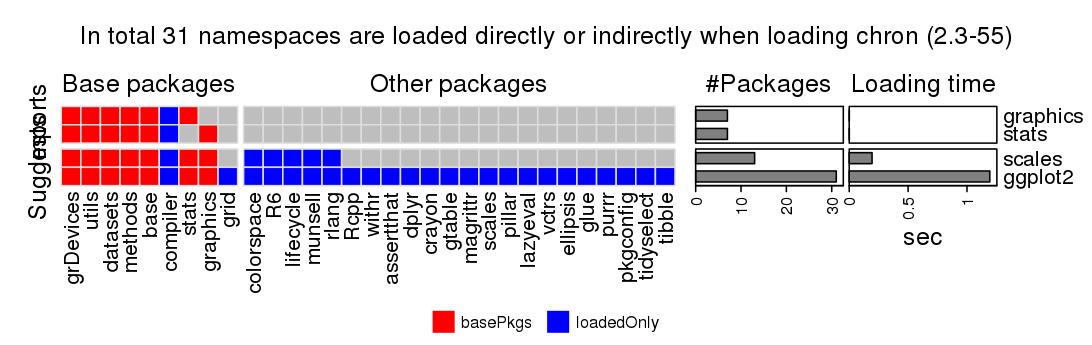 In total 31 namespaces are loaded directly or indirectly when loading chron (2.3-55)
Base packages
Other packages
#Packages
Loading time
Imports
Suggests
graphics
stats
scales
ggplot2
grDevices
utils
datasets
methods
base
compiler
stats
graphics
grid
colorspace
R6
lifecycle
munsell
rlang
Rcpp
withr
assertthat
dplyr
crayon
gtable
magrittr
scales
pillar
lazyeval
vctrs
ellipsis
glue
purrr
pkgconfig
tidyselect
tibble
0
10
20
30
0
0.5
1
sec
basePkgs
loadedOnly